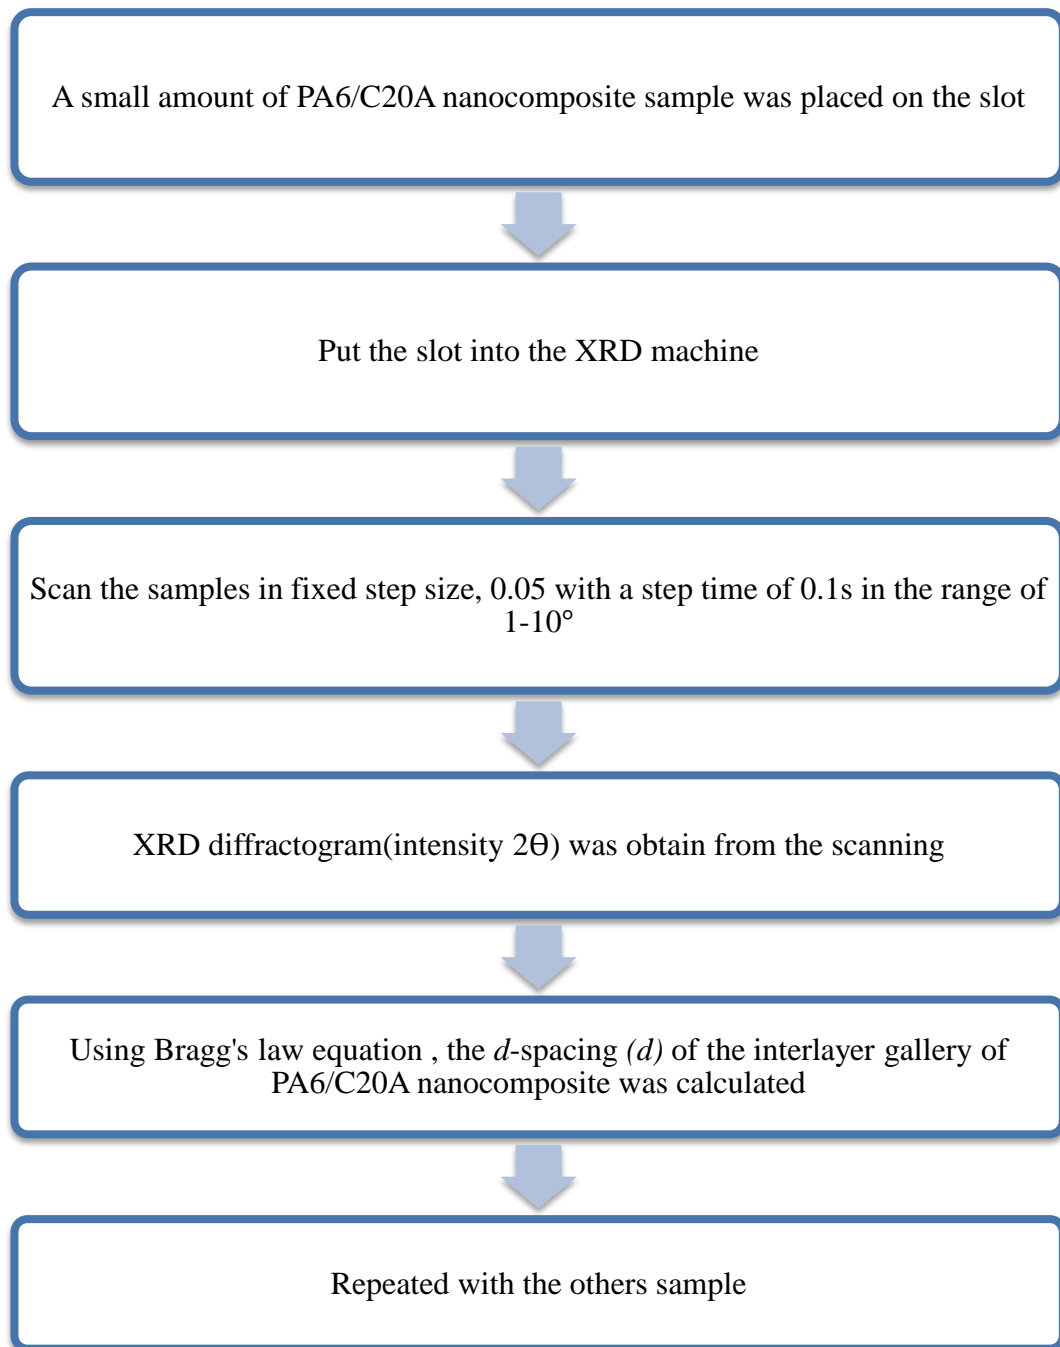 A small amount of PA6/C20A nanocomposite sample was placed on the slot
Put the slot into the XRD machine
Scan the samples in fixed step size, 0.05 with a step time of 0.1s in the range of
1-10°
XRD diffractogram(intensity 2Ɵ) was obtain from the scanning
Using Bragg's law equation , the d-spacing (d) of the interlayer gallery of
PA6/C20A nanocomposite was calculated
Repeated with the others sample